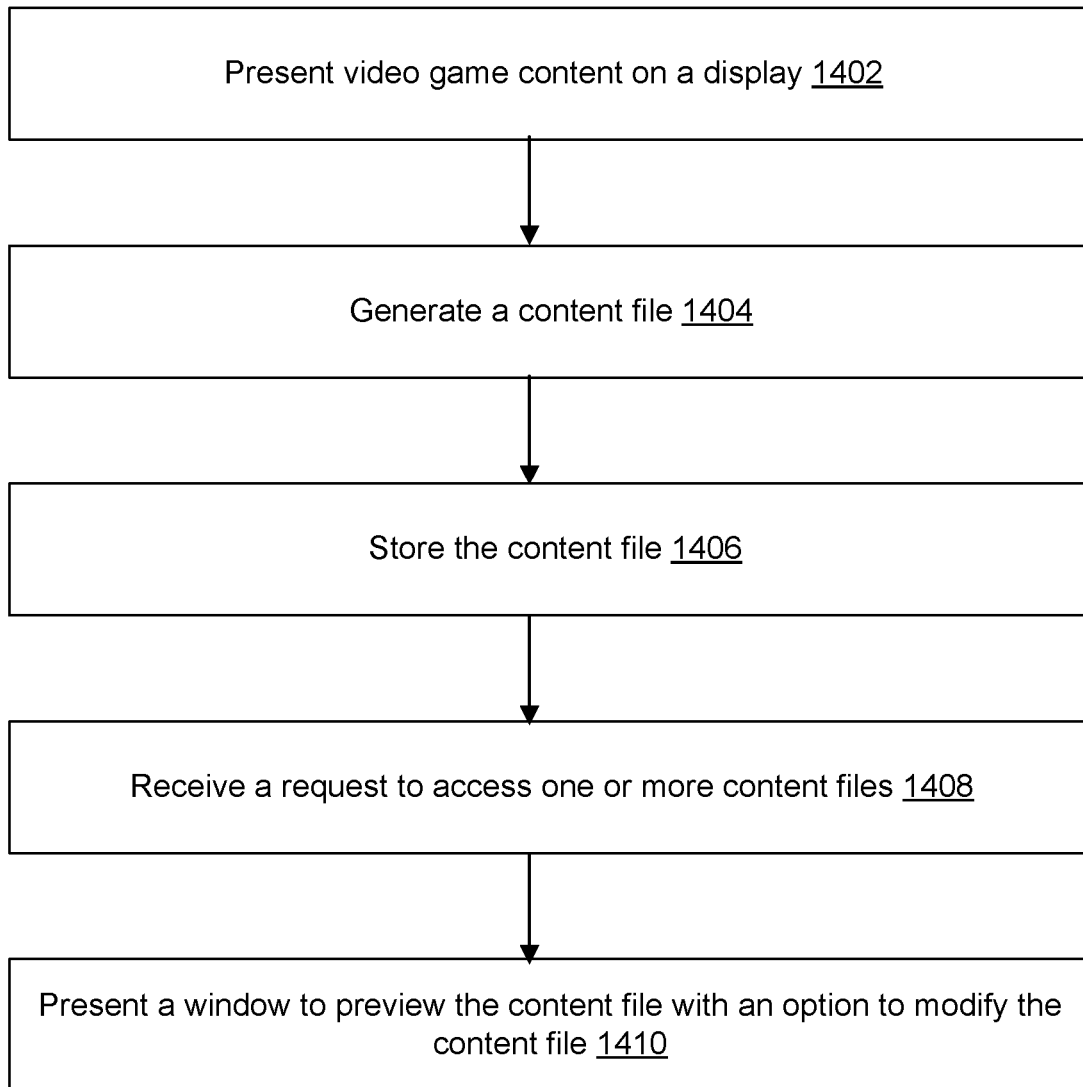 Present video game content on a display 1402
Generate a content file 1404
Store the content file 1406
Receive a request to access one or more content files 1408
Present a window to preview the content file with an option to modify the
content file 1410